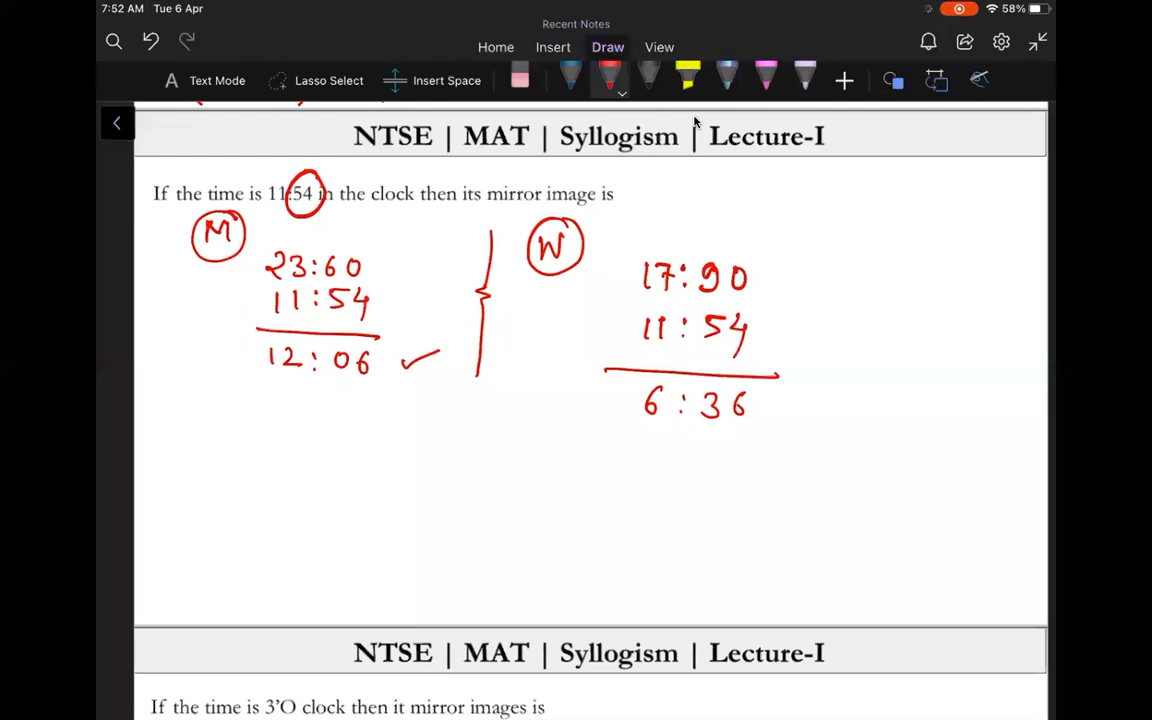 7:52 AM Tue 6 Apr
58%
Recent Notes
Home Insert Draw View
Text Mode Lasso Select Insert Space
NTSE | MAT | Syllogism | Lecture-I
If the time is 11:54 in the clock then its mirror image is
M
23:60
11:54
12:06
W
17:90
11:54
6:36
NTSE | MAT | Syllogism | Lecture-I
If the time is 3'O clock then it mirror images is